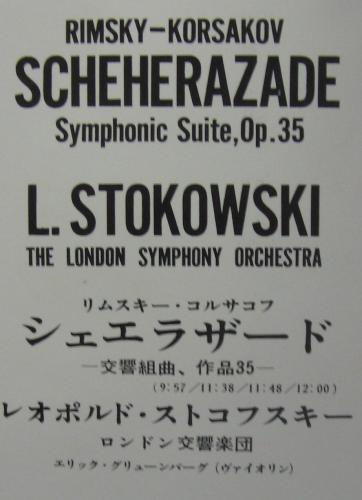 RIMSKY-KORSAKOV
SCHEHERAZADE
Symphonic Suite,Op.35
L. STOKOWSKI
THE LONDON SYMPHONY ORCHESTRA
リムスキー・コルサコフ
シェエラザード
—交響組曲、作品35—
(9:57/11:38/11:48/12:00)
レオポルド・ストコフスキー
ロンドン交響楽団
エリック・グリューンバーグ(ヴァイオリン)